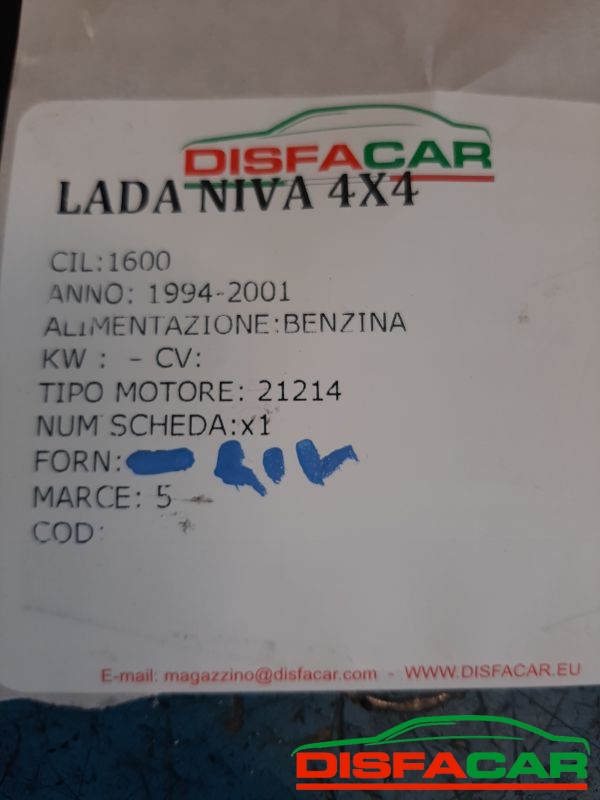 DISFACAR
LADA NIVA 4X4
CIL:1600
ANNO: 1994-2001
ALIMENTAZIONE:BENZINA
KW : - CV:
TIPO MOTORE: 21214
NUM SCHEDA:x1
FORN:
MARCE: 5
COD:
E-mail: magazzino@disfacar.com - WWW.DISFACAR.EU
DISFACAR